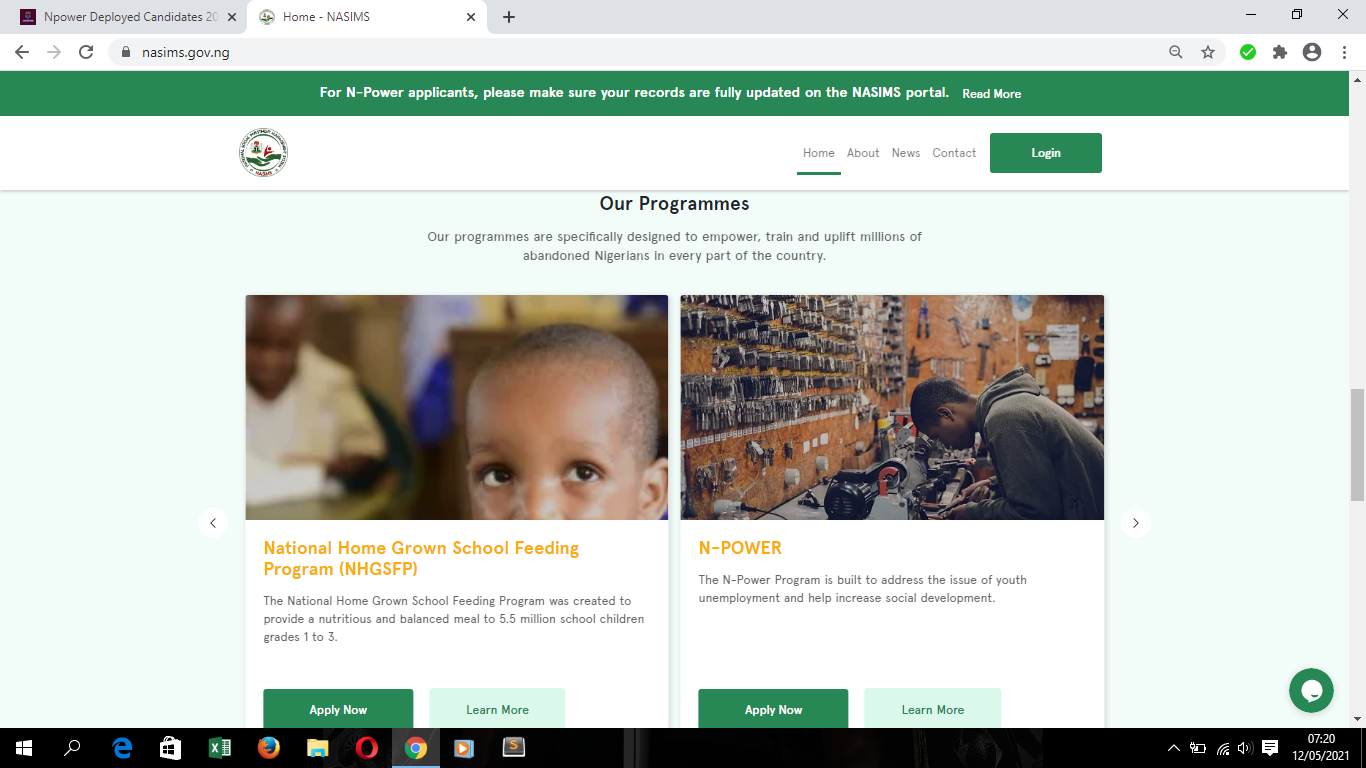 Npower Deployed Candidates 20
Home - NASIMS
nasims.gov.ng
For N-Power applicants, please make sure your records are fully updated on the NASIMS portal. Read More
Home About News Contact Login
Our Programmes
Our programmes are specifically designed to empower, train and uplift millions of
abandoned Nigerians in every part of the country.
National Home Grown School Feeding
Program (NHGSFP)
The National Home Grown School Feeding Program was created to
provide a nutritious and balanced meal to 5.5 million school children
grades 1 to 3.
Apply Now Learn More
N-POWER
The N-Power Program is built to address the issue of youth
unemployment and help increase social development.
Apply Now Learn More
07:20
12/05/2021